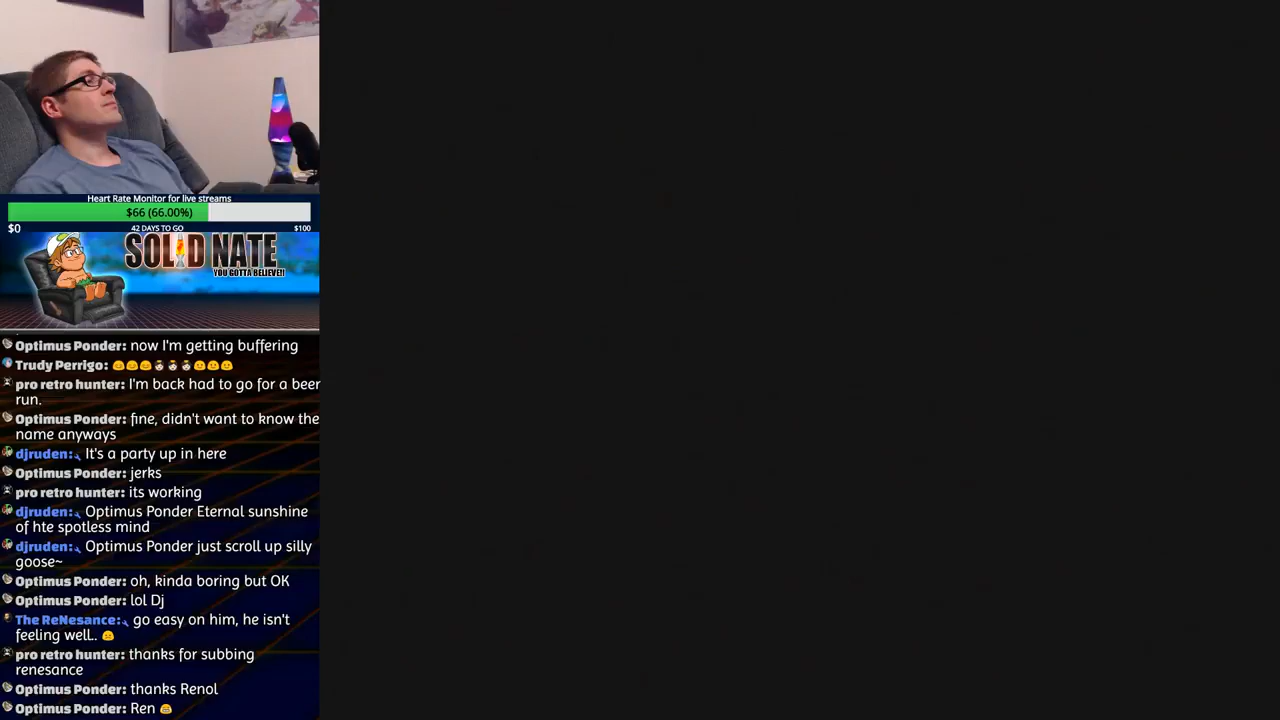 Heart Rate Monitor for live streams
$66 (66.00%)
$0 42 DAYS TO GO $100
SOLID NATE
YOU GOTTA BELIEVE!!
Optimus Ponder: now I'm getting buffering
Trudy Perrigo:
pro retro hunter: I'm back had to go for a beer
run.
Optimus Ponder: fine, didn't want to know the
name anyways
djruden: It's a party up in here
Optimus Ponder: jerks
pro retro hunter: its working
djruden: Optimus Ponder Eternal sunshine
of hte spotless mind
djruden: Optimus Ponder just scroll up silly
goose~
Optimus Ponder: oh, kinda boring but OK
Optimus Ponder: lol Dj
The ReNesance: go easy on him, he isn't
feeling well..
pro retro hunter: thanks for subbing
renesance
Optimus Ponder: thanks Renol
Optimus Ponder: Ren